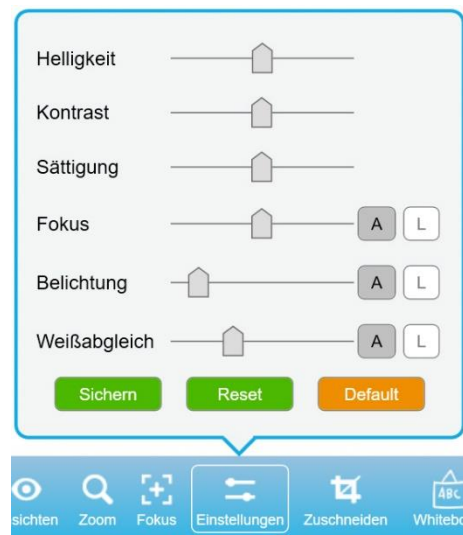 Helligkeit
Kontrast
Sättigung
Fokus A L
Belichtung A L
Weißabgleich A L
Sichern Reset Default
ABC
sichten Zoom Fokus Einstellungen Zuschneiden Whitebo